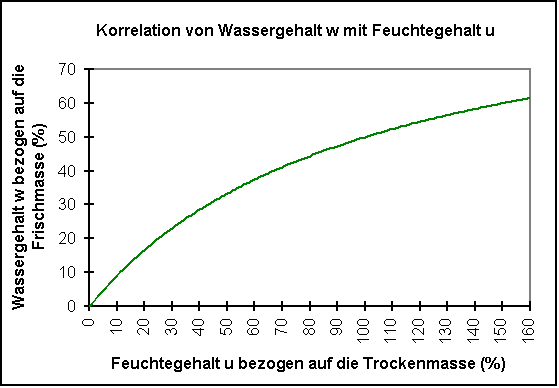 Korrelation von Wassergehalt w mit Feuchtegehalt u
Wassergehalt w bezogen auf die
Frischmasse (%)
70
60
50
40
30
20
10
0
0 10 20 30 40 50 60 70 80 90 100 110 120 130 140 150 160
Feuchtegehalt u bezogen auf die Trockenmasse (%)